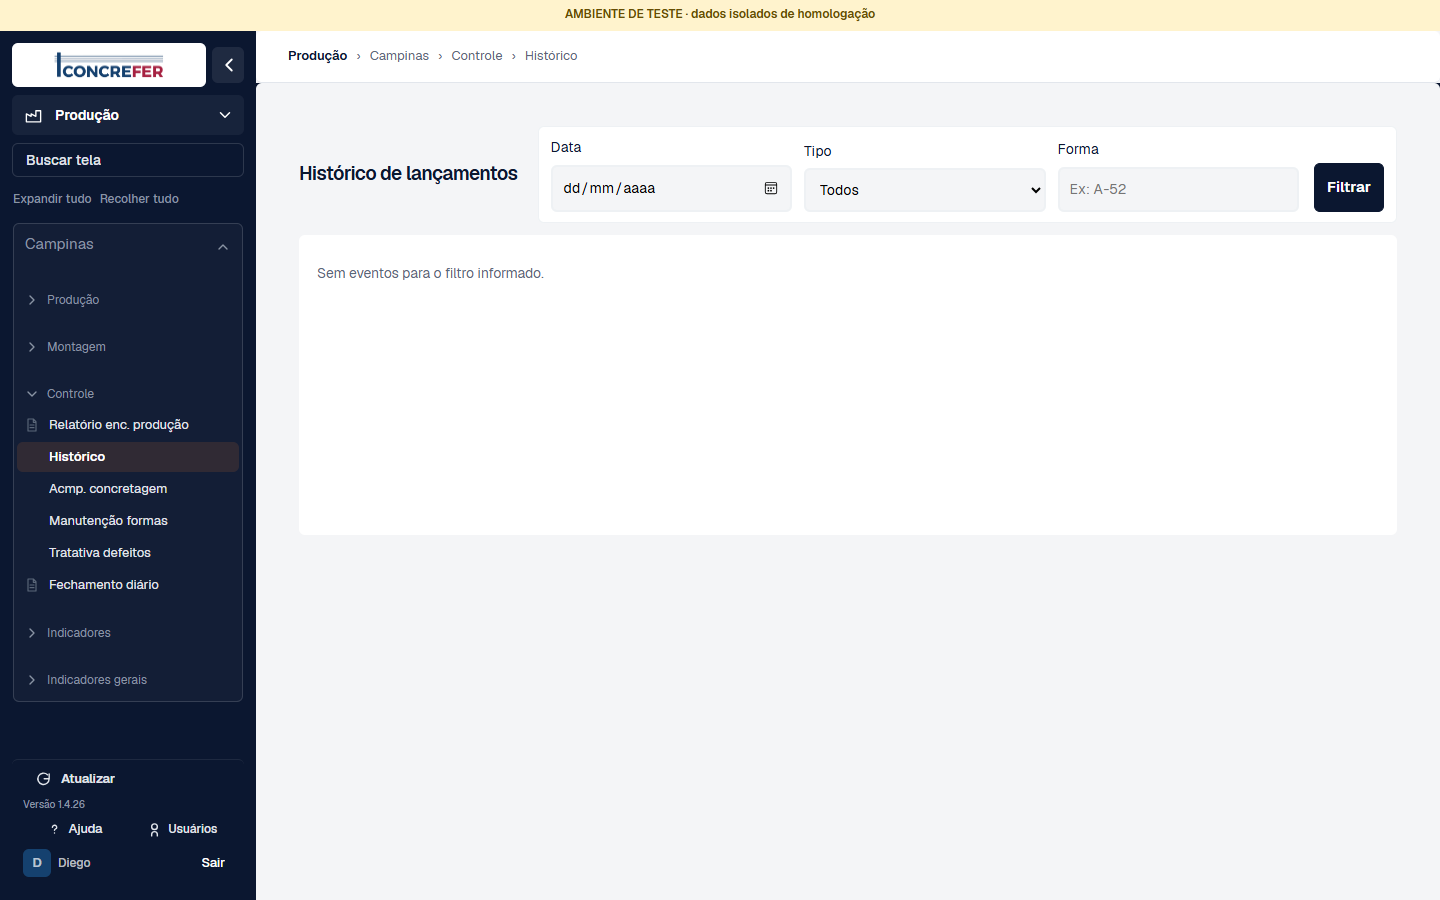 AMBIENTE DE TESTE · dados isolados de homologação
CONCREFER
Produção
Buscar tela
Expandir tudo Recolher tudo
Campinas
Produção
Montagem
Controle
Relatório enc. produção
Histórico
Acmp. concretagem
Manutenção formas
Tratativa defeitos
Fechamento diário
Indicadores
Indicadores gerais
Atualizar
Versão 1.4.26
? Ajuda Usuários
D Diego Sair
Produção › Campinas › Controle › Histórico
Histórico de lançamentos
Data
dd/mm/aaaa
Tipo
Todos
Forma
Ex: A-52
Filtrar
Sem eventos para o filtro informado.